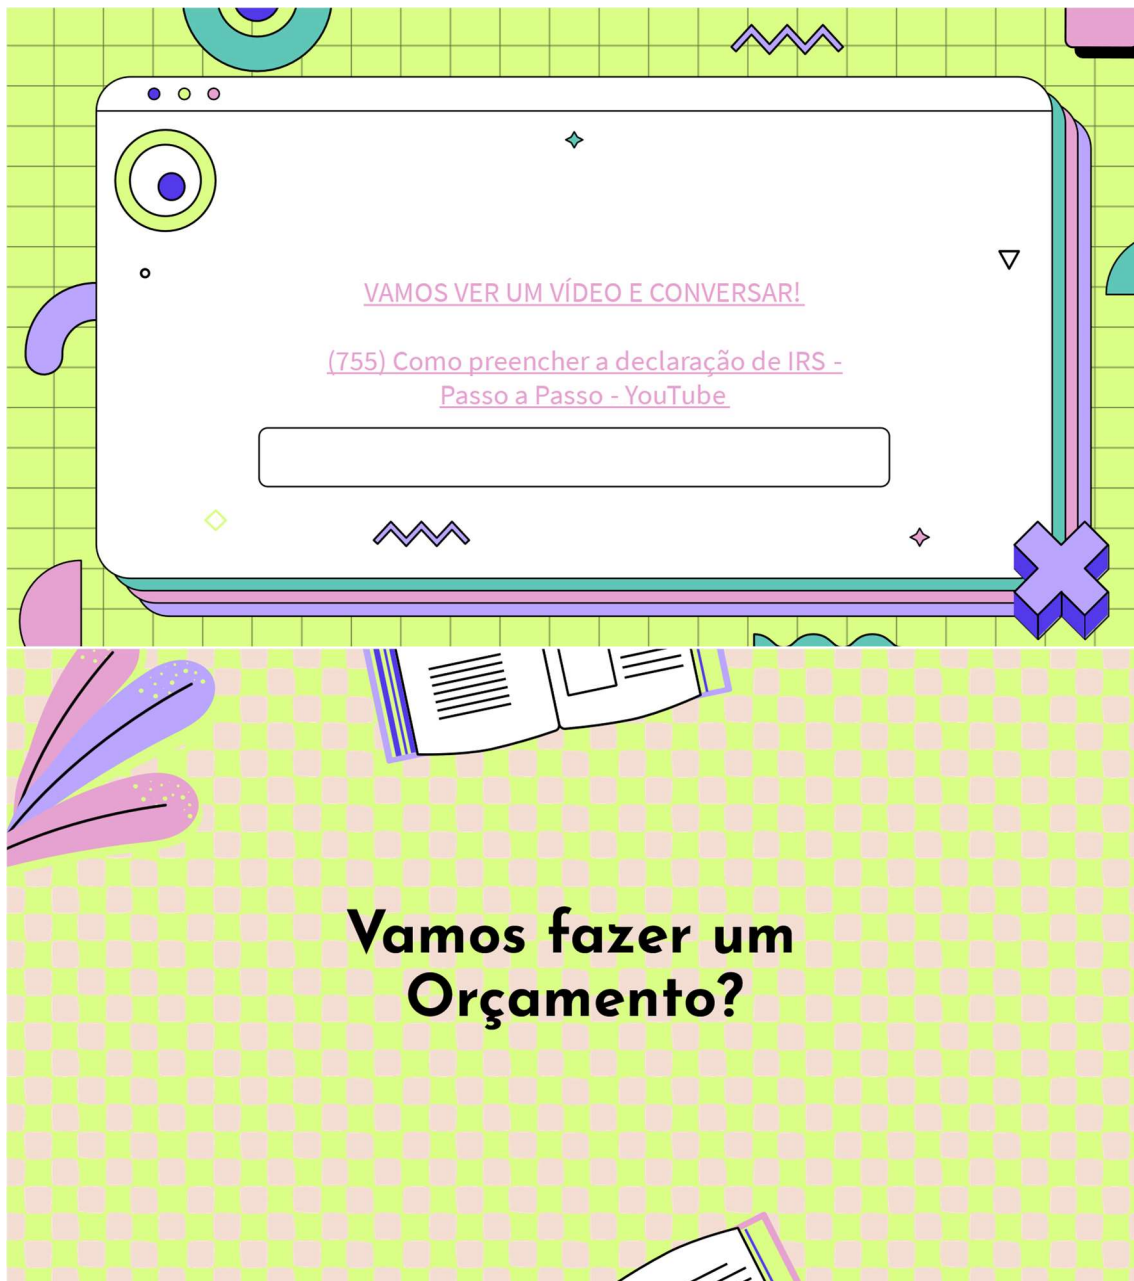 VAMOS VER UM VÍDEO E CONVERSAR!
(755) Como preencher a declaração de IRS -
Passo a Passo - YouTube
Vamos fazer um
Orçamento?